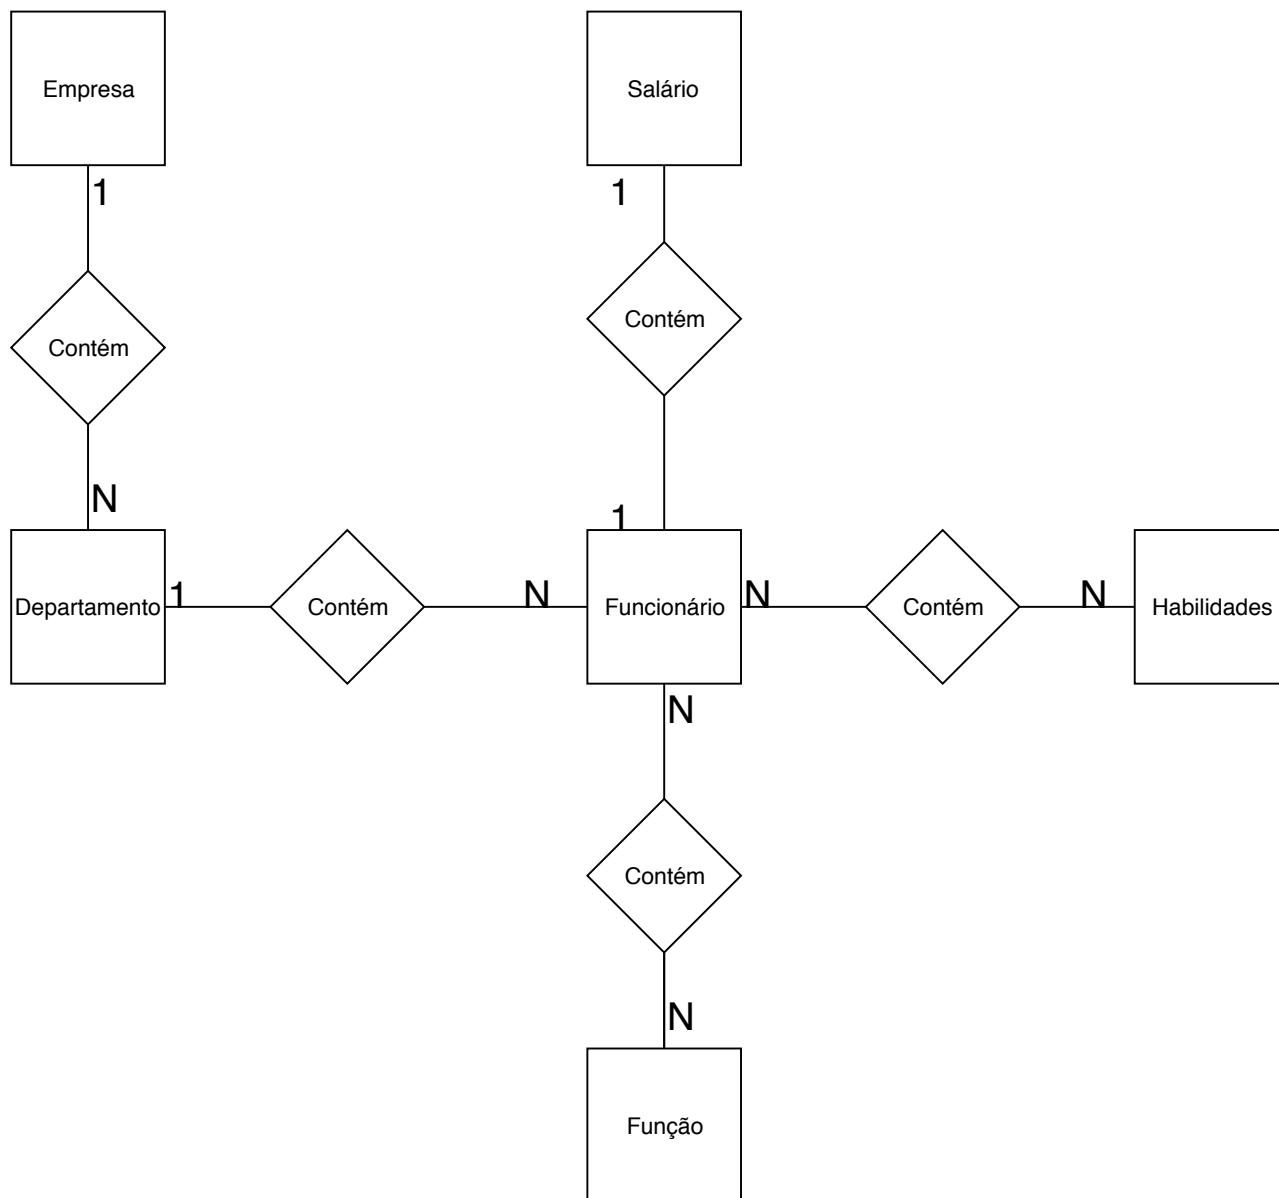 Empresa
Salário
1
1
Contém
Contém
N
1
Departamento
1
Contém
N
Funcionário
N
Contém
N
Habilidades
N
Contém
N
Função